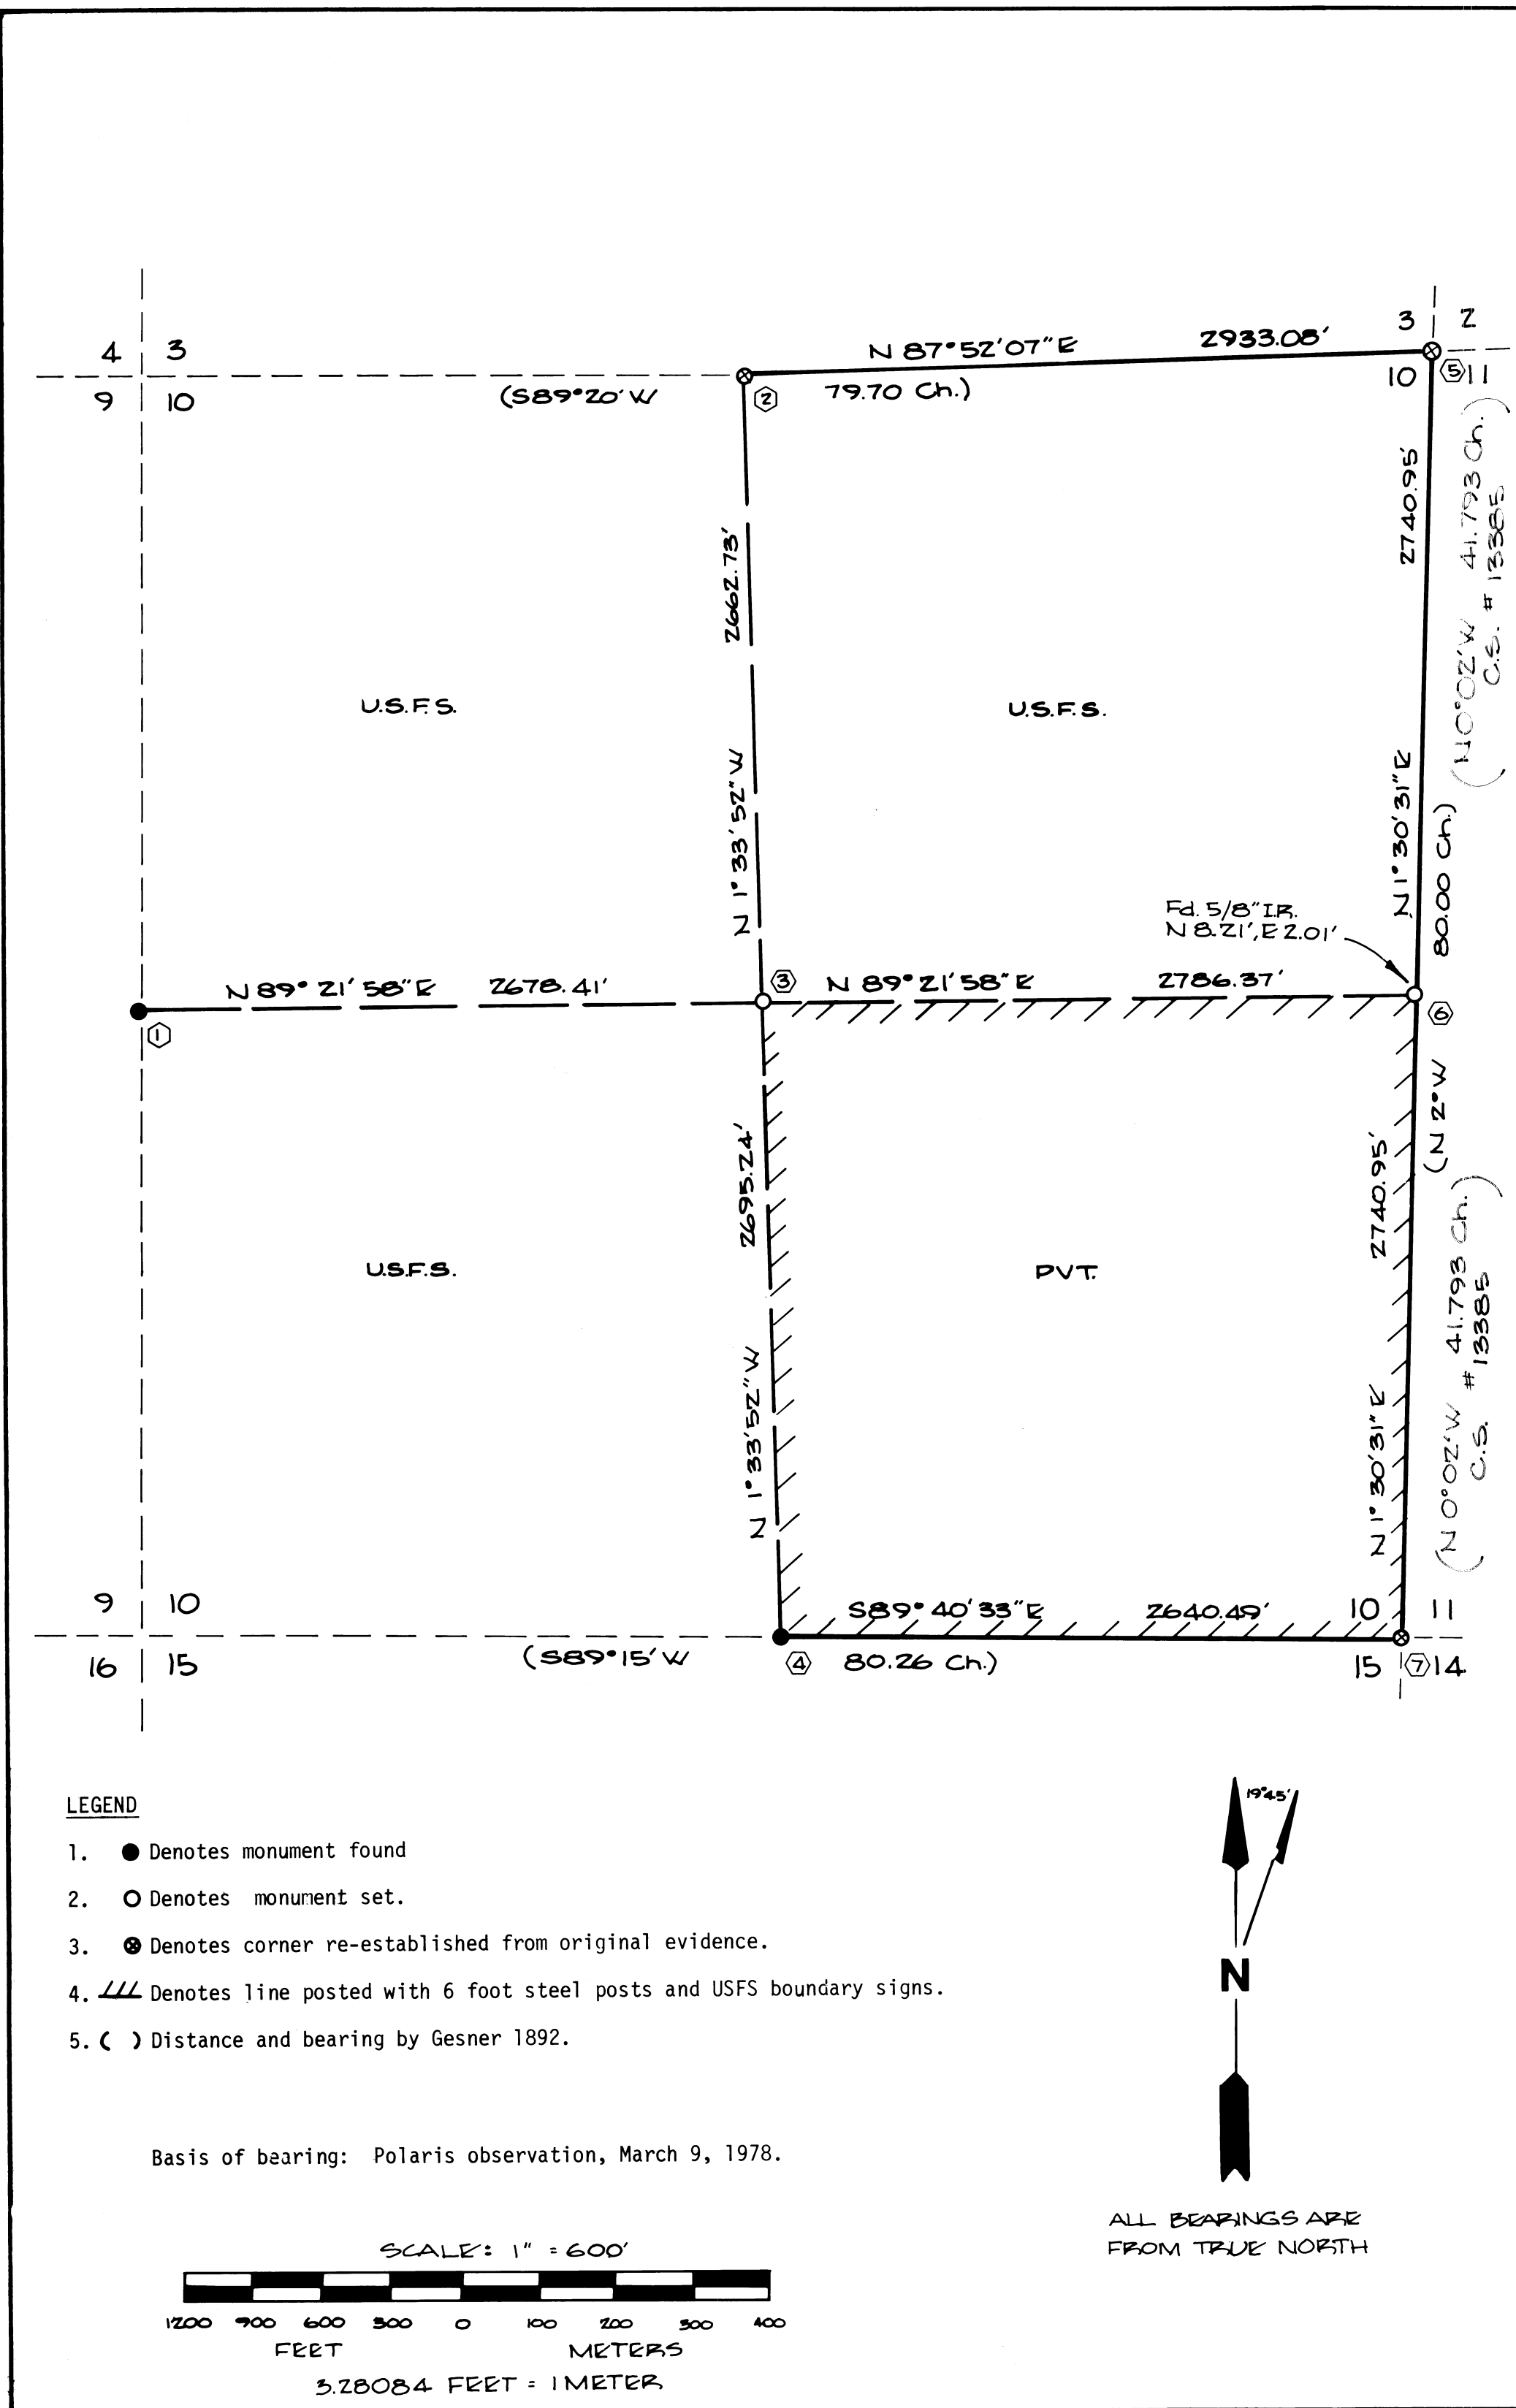 4 3
9 10
3 2
10 5 11
N 87°52'07"E 2933.08'
(S89°20'W 2 79.70 Ch.)
2740.95'
(N0°02'W 41.793 Ch.)
C.S. # 13385
2662.73'
U.S.F.S.
U.S.F.S.
N 1°33'52"W
N 1°30'31"E
80.00 Ch.)
Fd. 5/8" I.R.
N 8.21', E 2.01'
N 89°21'58"E 2678.41'
3 N 89°21'58"E 2786.37'
1
6
(N 2°W
2695.24'
2740.95'
U.S.F.S.
PVT.
(N 0°02'W 41.793 Ch.)
C.S. # 13385
N 1°33'52"W
N 1°30'31"E
9 10
S89°40'33"E 2640.49'
10 11
16 15
(S89°15'W 4 80.26 Ch.)
15 7 14
LEGEND
1. Denotes monument found
2. Denotes monument set.
3. Denotes corner re-established from original evidence.
4. Denotes line posted with 6 foot steel posts and USFS boundary signs.
5. ( ) Distance and bearing by Gesner 1892.
19°45'
N
Basis of bearing: Polaris observation, March 9, 1978.
ALL BEARINGS ARE
FROM TRUE NORTH
SCALE: 1" = 600'
1200 900 600 300 0 100 200 300 400
FEET METERS
3.28084 FEET = 1 METER